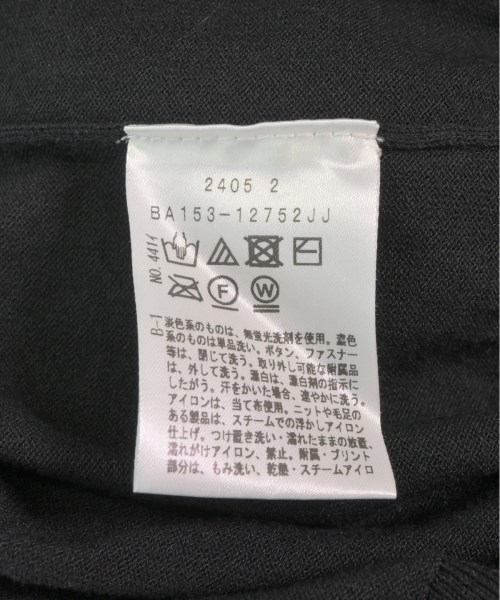 2405 2
BA153-12752JJ
NO.4414
F
W
B-1
淡色系のものは、無蛍光洗剤を使用。濃色
系のものは単品洗い。ボタン、ファスナー
等は、閉じて洗う。取り外し可能な附属品
は、外して洗う。漂白は、漂白剤の指示に
したがう。汗をかいた場合、速やかに洗う。
アイロンは、当て布使用。ニットや毛足の
ある製品は、スチームでの浮かしアイロン
仕上げ。つけ置き洗い・濡れたままの放置、
濡れがけアイロン、禁止。附属・プリント
部分は、もみ洗い、乾熱・スチームアイロ